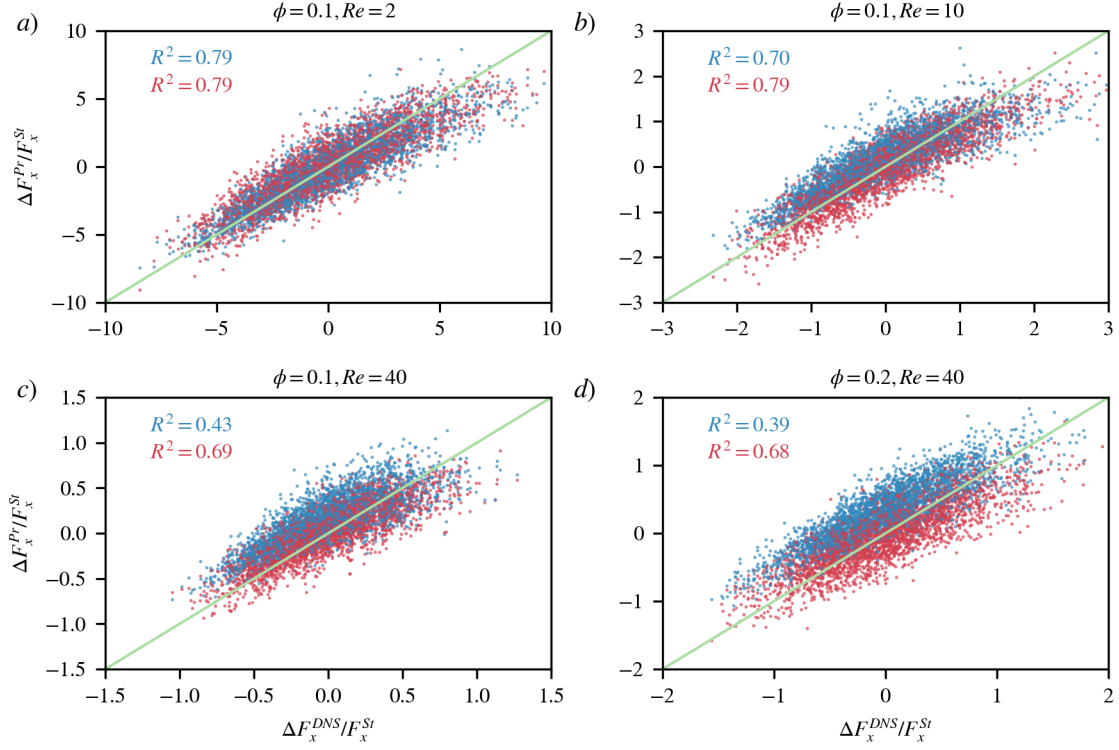 a) ϕ = 0.1, Re = 2
R² = 0.79
R² = 0.79
ΔF_x^{Pr}/F_x^{St}
10
5
0
−5
−10
−10 −5 0 5 10
b) ϕ = 0.1, Re = 10
R² = 0.70
R² = 0.79
3
2
1
0
−1
−2
−3
−3 −2 −1 0 1 2 3
c) ϕ = 0.1, Re = 40
R² = 0.43
R² = 0.69
ΔF_x^{Pr}/F_x^{St}
1.5
1.0
0.5
0.0
−0.5
−1.0
−1.5
−1.5 −1.0 −0.5 0.0 0.5 1.0 1.5
ΔF_x^{DNS}/F_x^{St}
d) ϕ = 0.2, Re = 40
R² = 0.39
R² = 0.68
2
1
0
−1
−2
−2 −1 0 1 2
ΔF_x^{DNS}/F_x^{St}